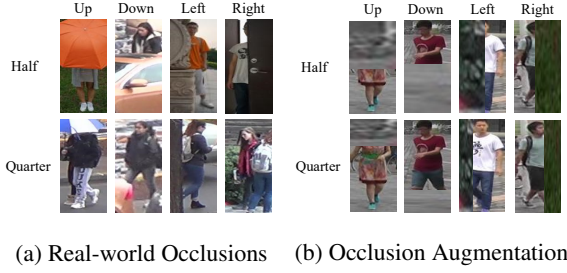 Up Down Left Right
Up Down Left Right
Half
Half
Quarter
Quarter
(a) Real-world Occlusions
(b) Occlusion Augmentation